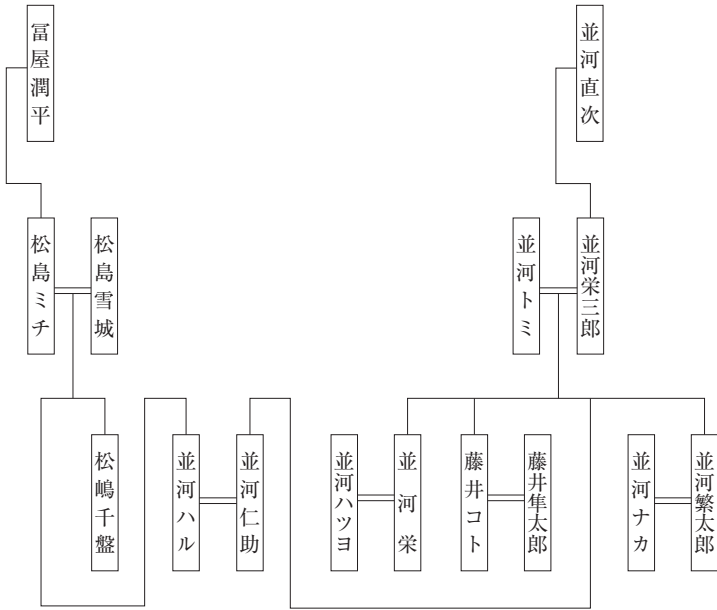 並河直次
冨屋潤平
並河栄三郎
並河トミ
松島雪城
松島ミチ
並河繁太郎
並河ナカ
藤井隼太郎
藤井コト
並河栄
並河ハツヨ
並河仁助
並河ハル
松嶋千盤